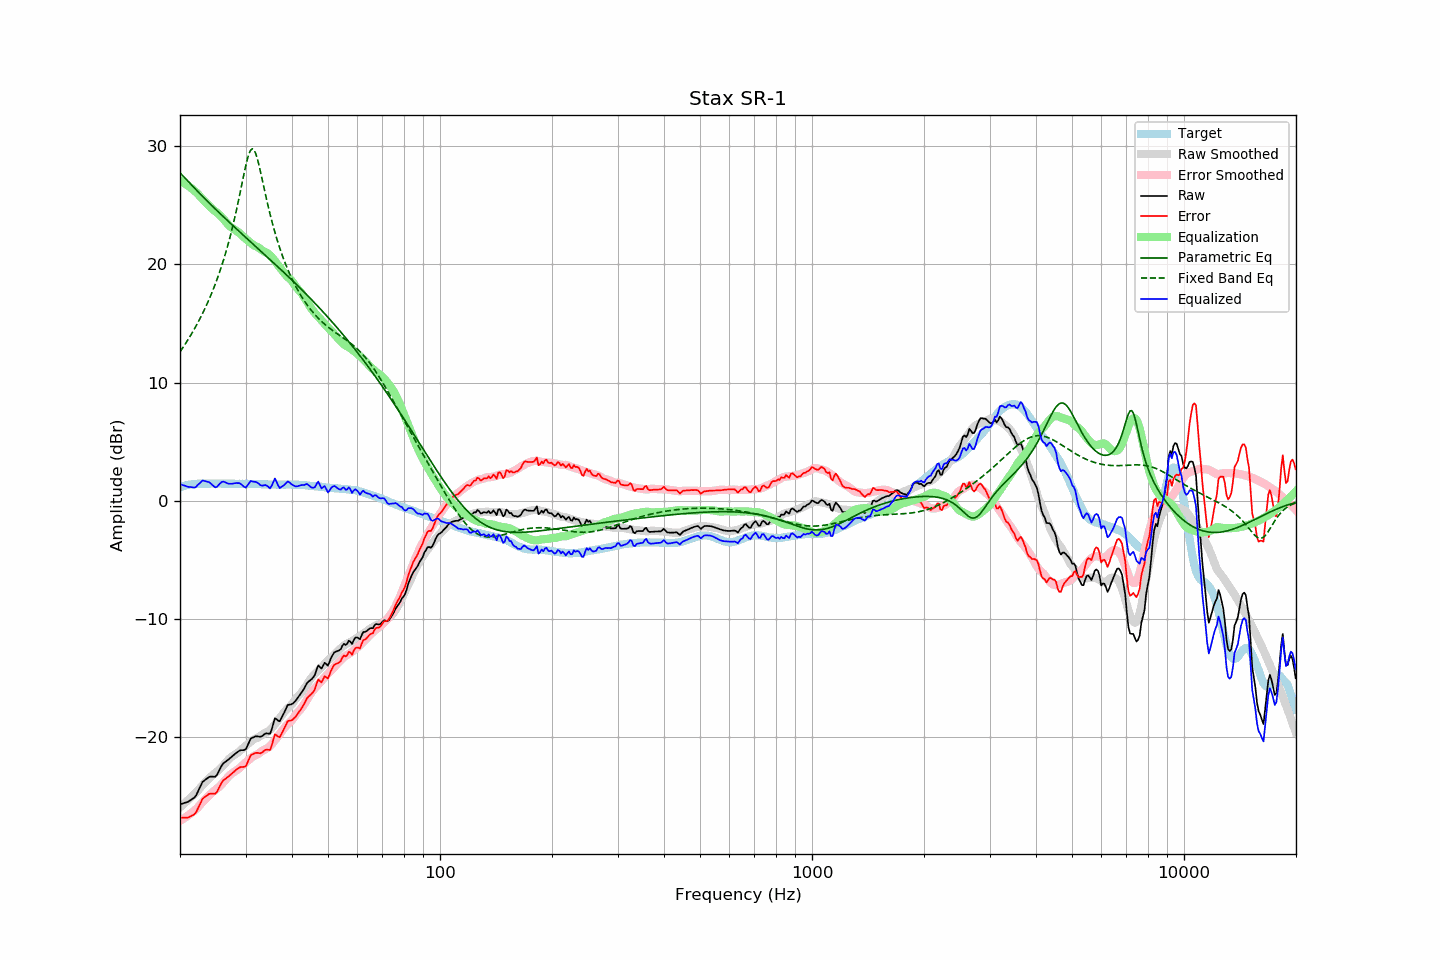 Stax SR-1
Amplitude (dBr)
30
20
10
0
−10
−20
Target
Raw Smoothed
Error Smoothed
Raw
Error
Equalization
Parametric Eq
Fixed Band Eq
Equalized
100
1000
10000
Frequency (Hz)